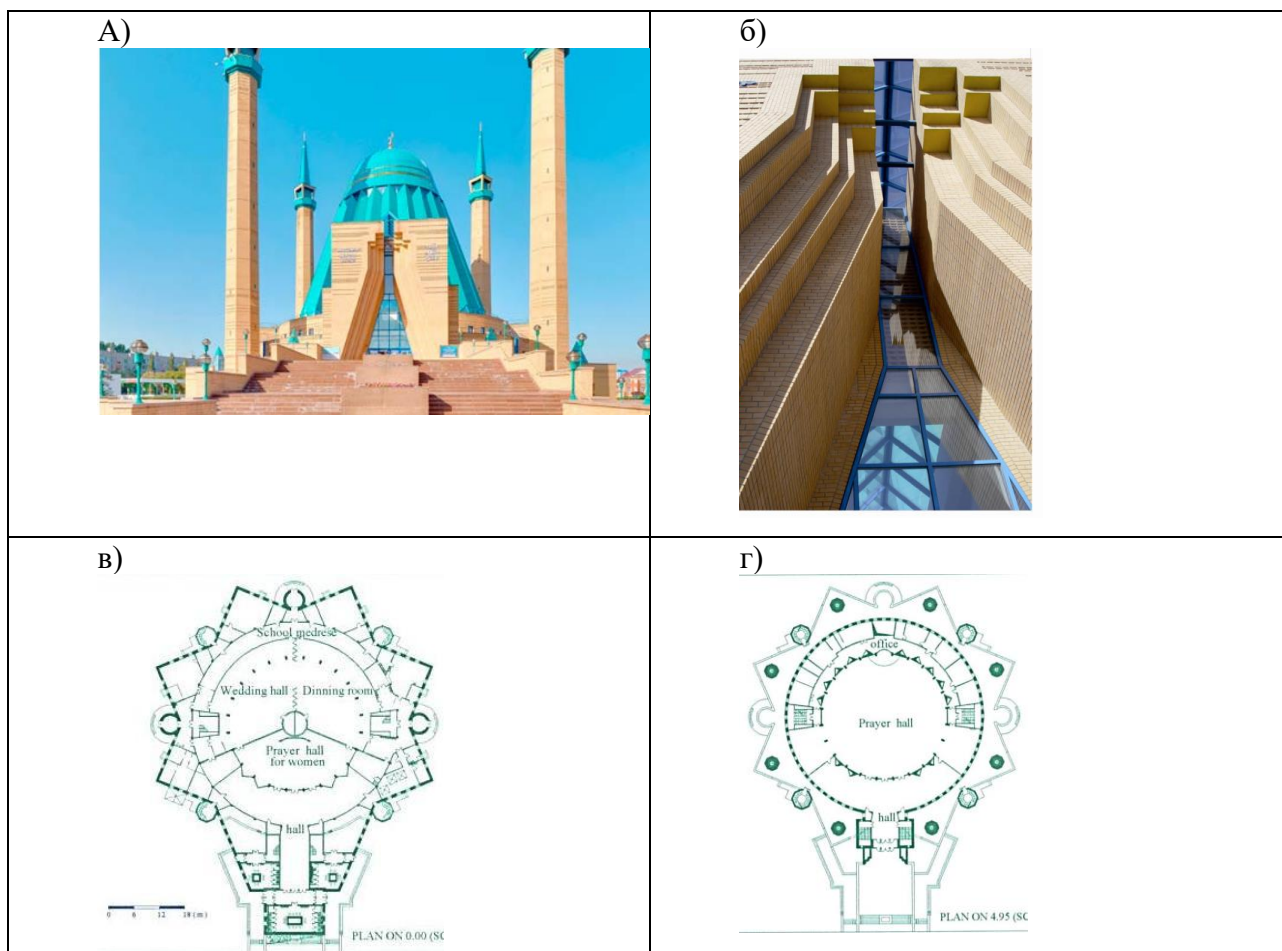 А)
б)
в)
School medrese
Wedding hall
Dinning room
Prayer hall
for women
hall
0 6 12 18 (m)
PLAN ON 0.00 (SC
г)
office
Prayer hall
hall
PLAN ON 4.95 (SC